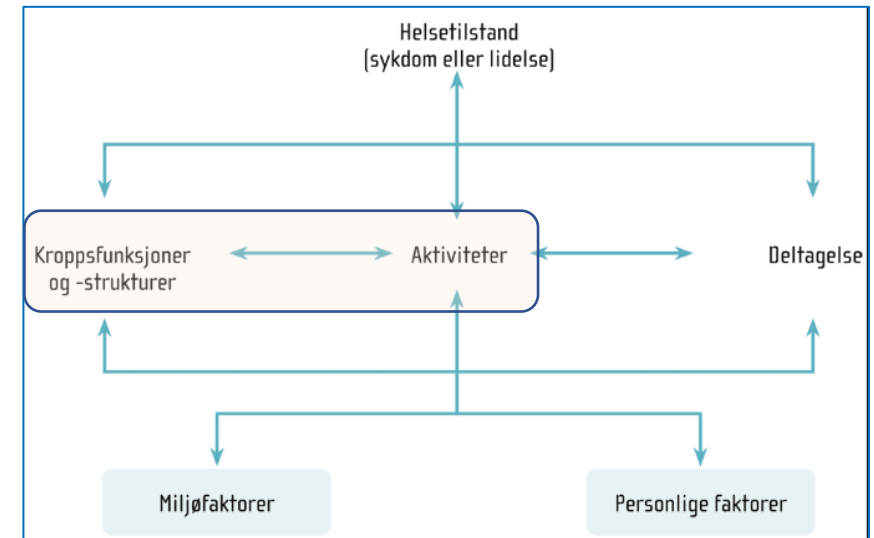 Helsetilstand
(sykdom eller lidelse)
Kroppsfunksjoner
og -strukturer
Aktiviteter
Deltagelse
Miljøfaktorer
Personlige faktorer